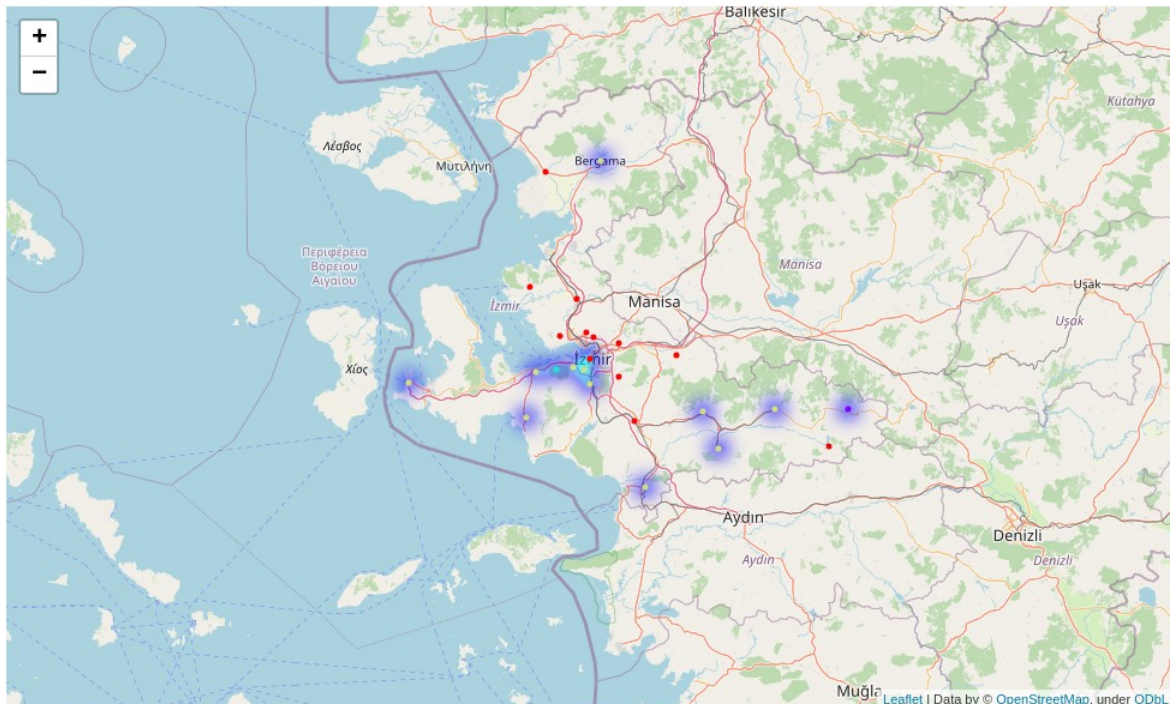 +
−
Balıkesir
Kütahya
Λέσβος
Μυτιλήνη
Bergama
Περιφέρεια
Βορείου
Αιγαίου
Manisa
İzmir
Manisa
Uşak
Uşak
Χίος
İzmir
Aydın
Aydın
Denizli
Denizli
Muğla
Leaflet | Data by © OpenStreetMap, under ODbL